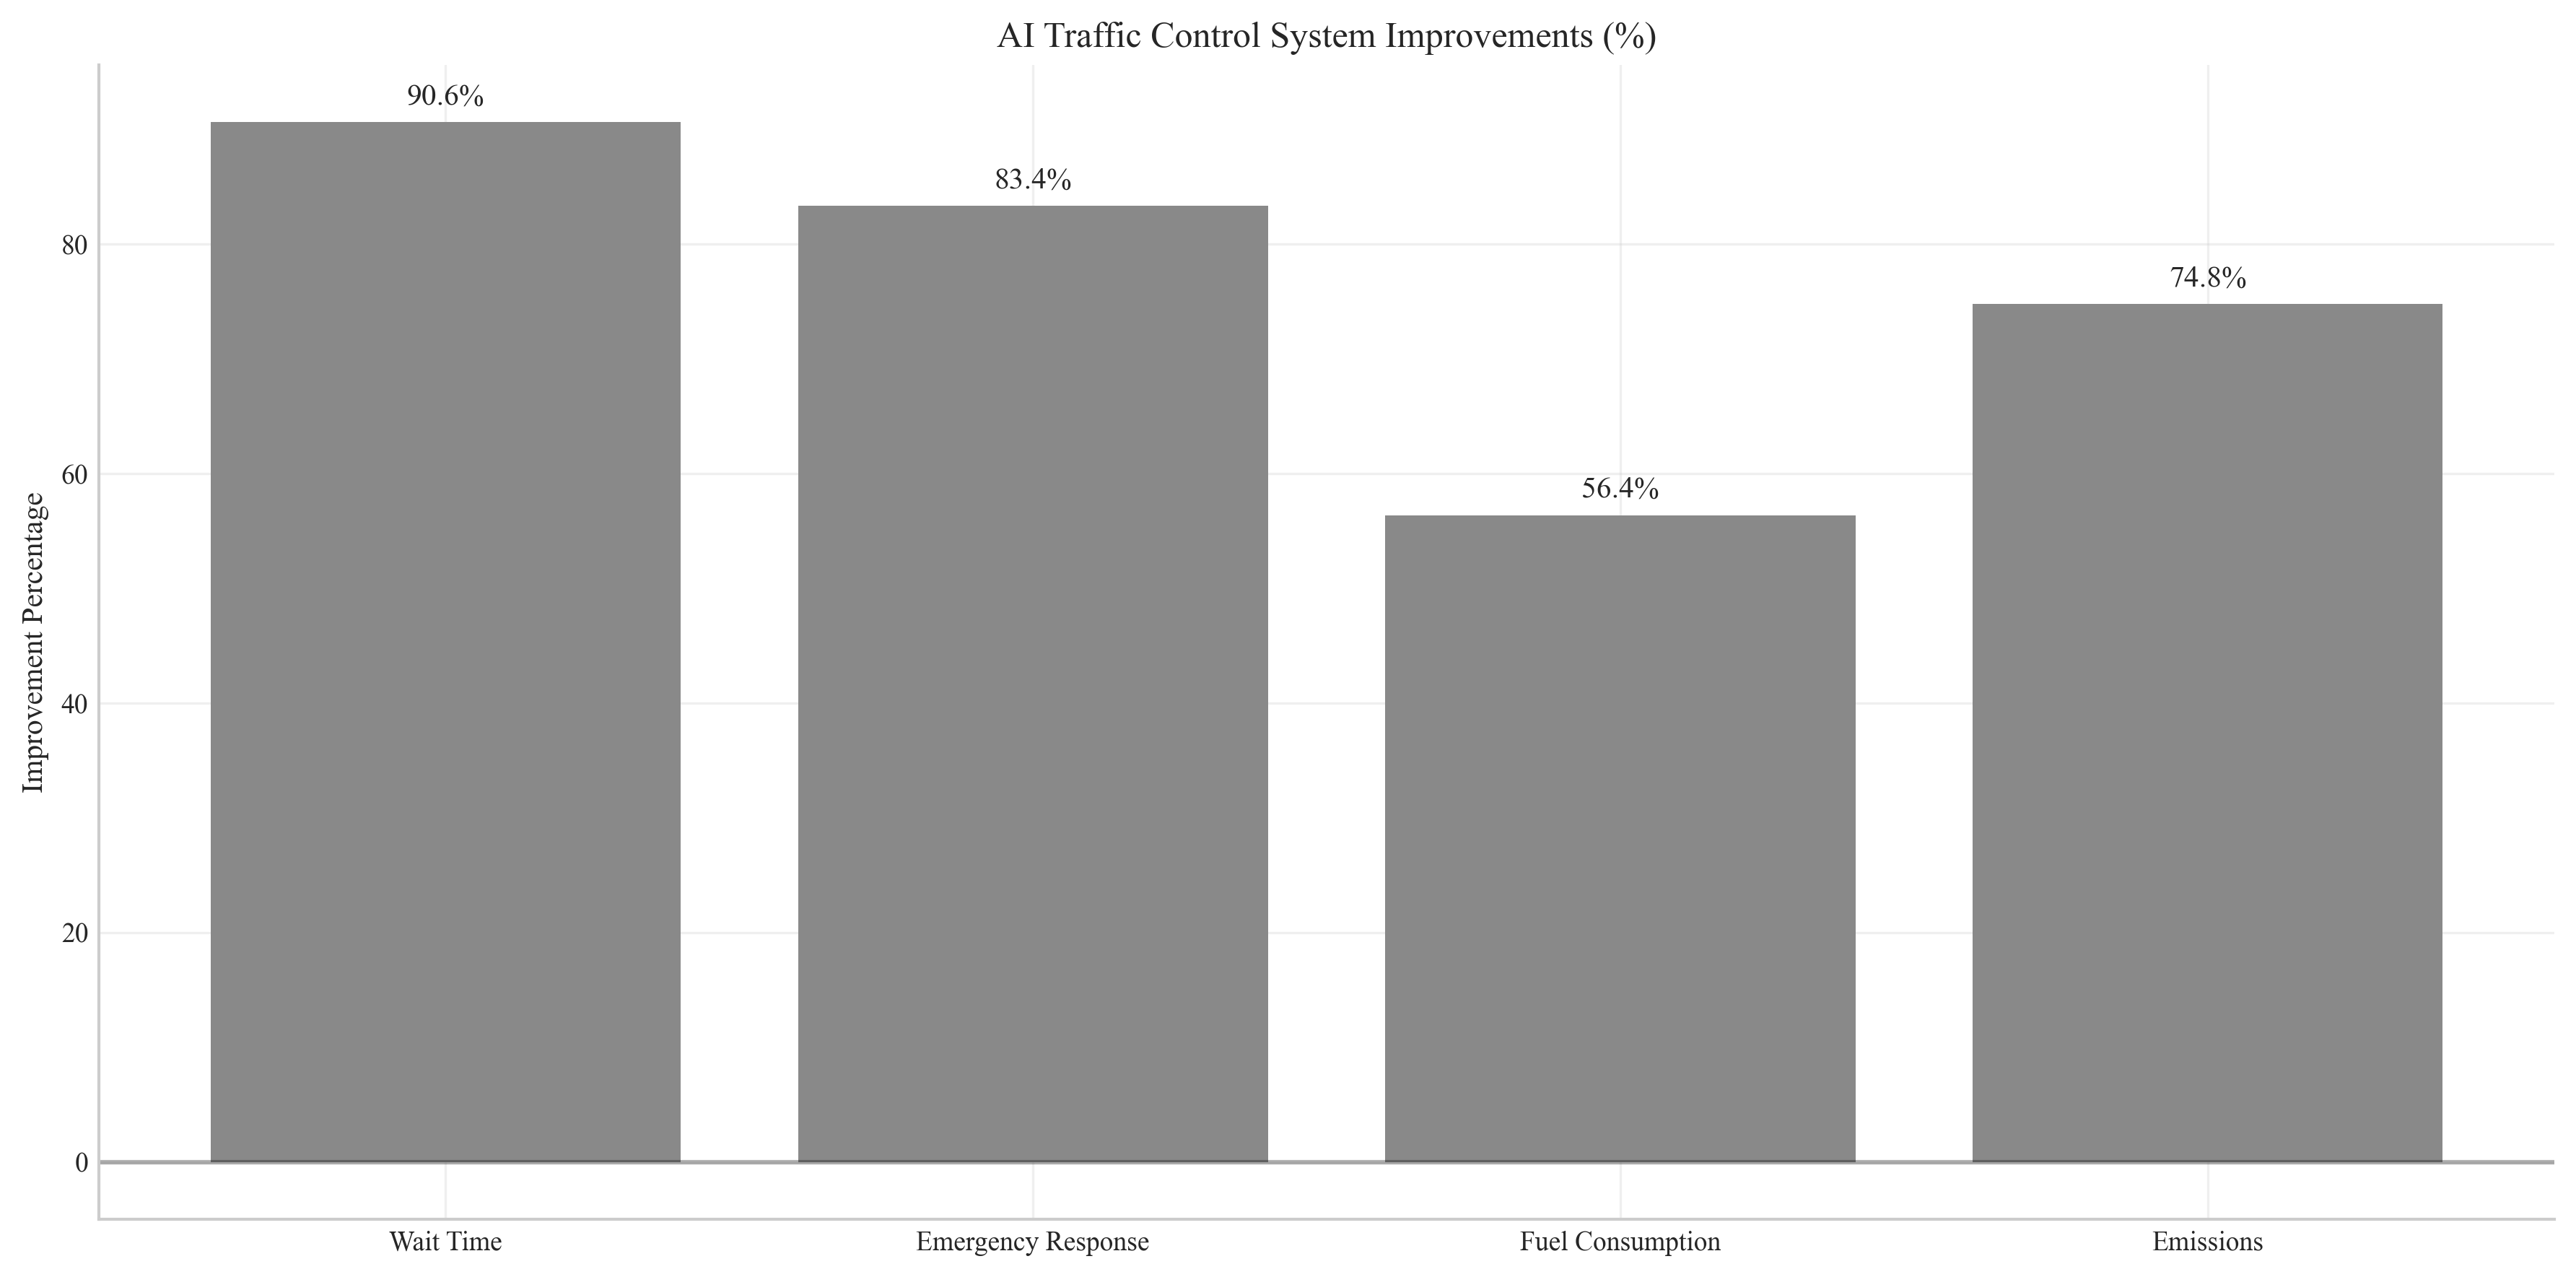 AI Traffic Control System Improvements (%)
90.6%
83.4%
56.4%
74.8%
80
60
40
20
0
Improvement Percentage
Wait Time
Emergency Response
Fuel Consumption
Emissions